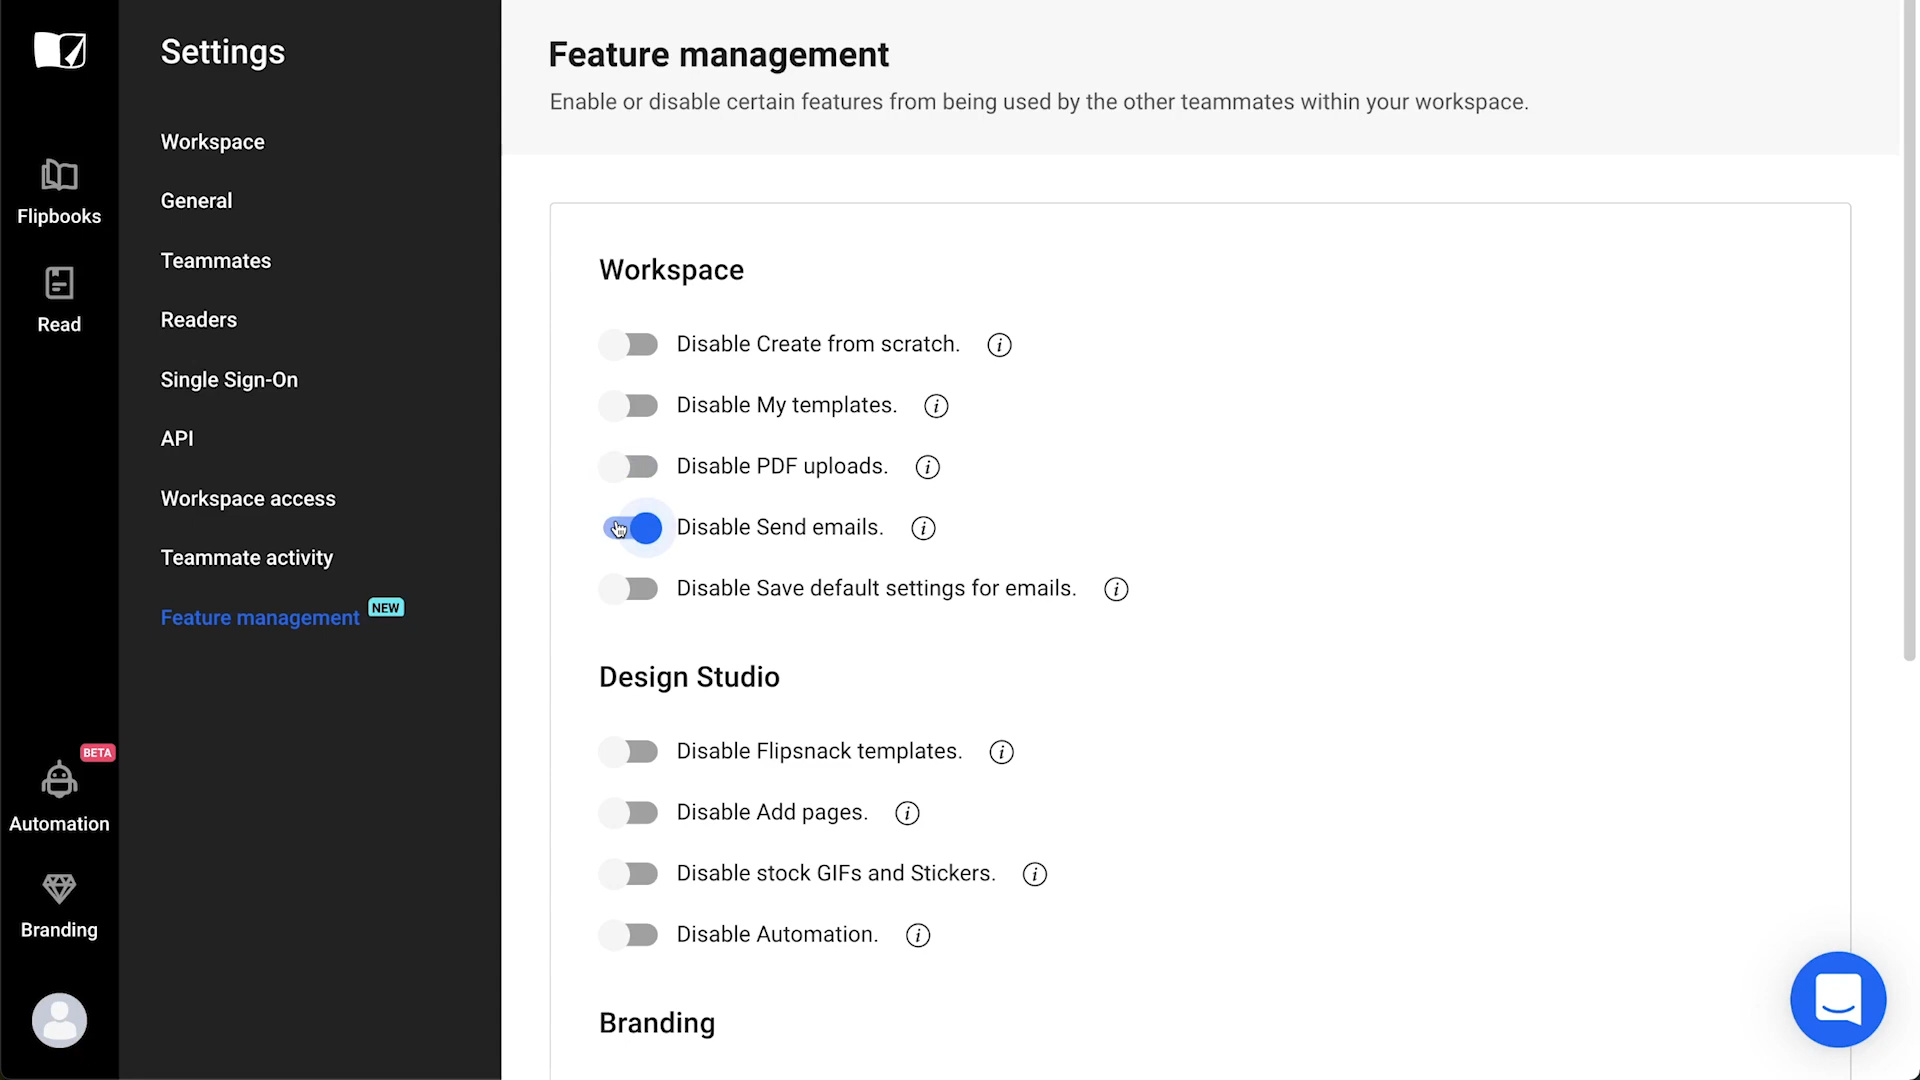 Settings
Flipbooks
Read
BETA
Automation
Branding
Workspace
General
Teammates
Readers
Single Sign-On
API
Workspace access
Teammate activity
Feature management NEW
Feature management
Enable or disable certain features from being used by the other teammates within your workspace.
Workspace
Disable Create from scratch. i
Disable My templates. i
Disable PDF uploads. i
Disable Send emails. i
Disable Save default settings for emails. i
Design Studio
Disable Flipsnack templates. i
Disable Add pages. i
Disable stock GIFs and Stickers. i
Disable Automation. i
Branding